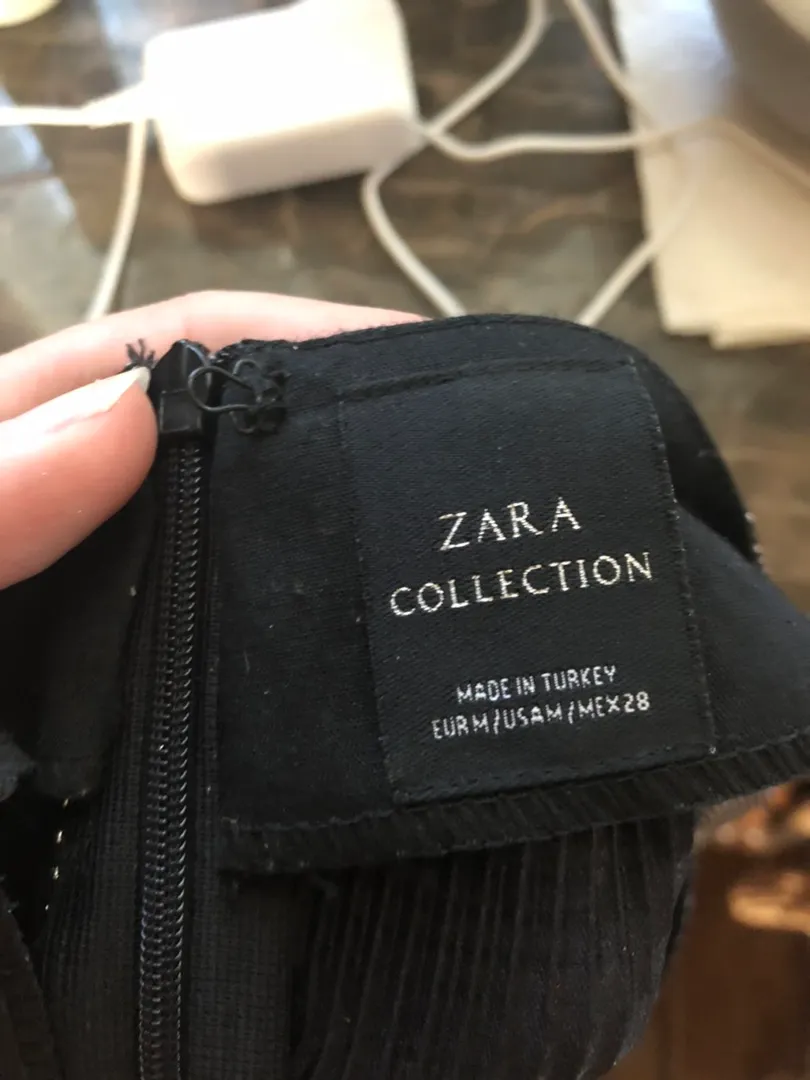 ZARA
COLLECTION
MADE IN TURKEY
EUR M/USA M/MEX 28